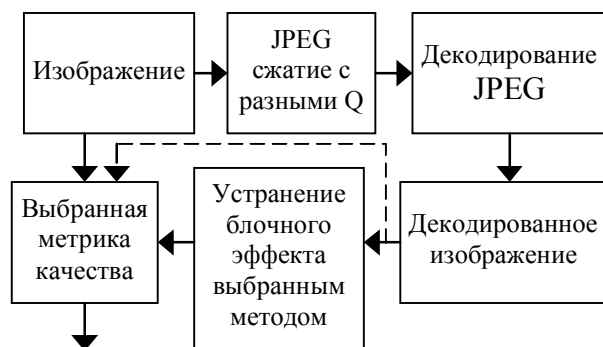 Изображение
JPEG
сжатие с
разными Q
Декодирование
JPEG
Выбранная
метрика
качества
Устранение
блочного
эффекта
выбранным
методом
Декодированное
изображение